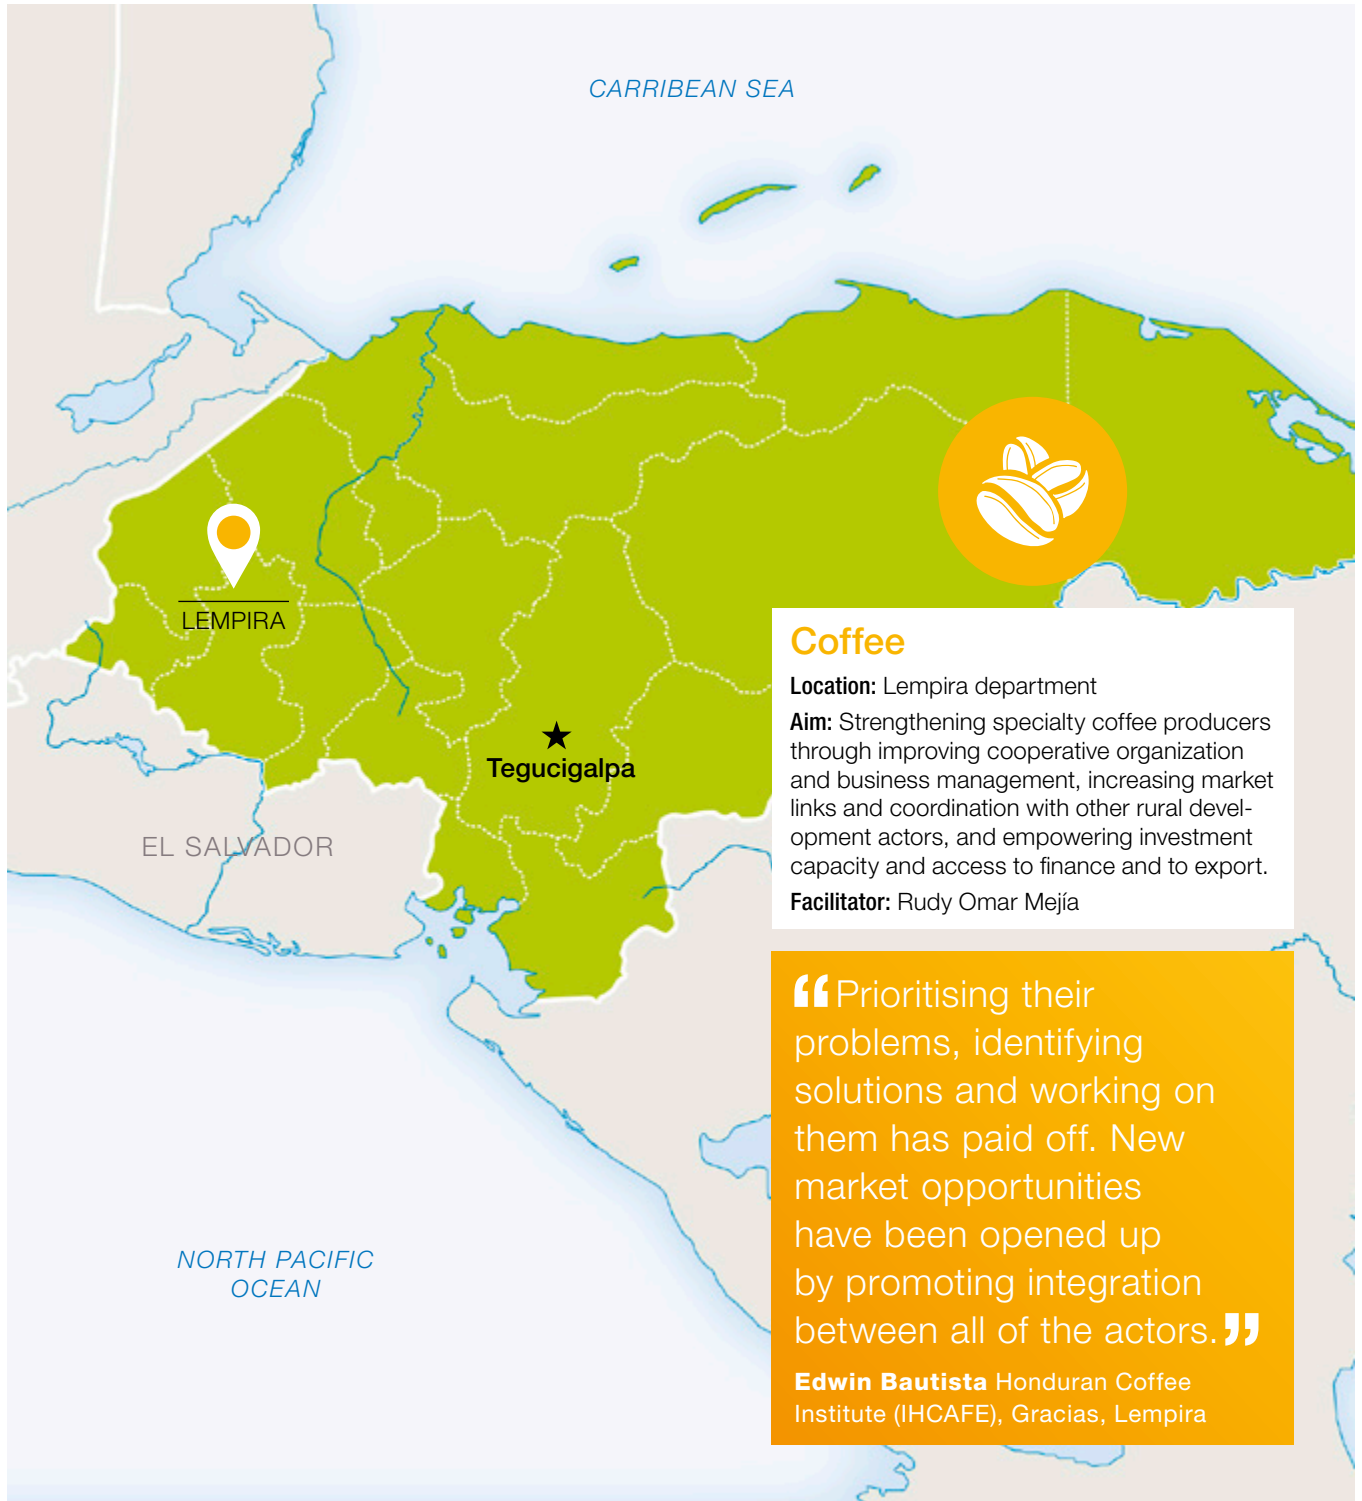 CARRIBEAN SEA
LEMPIRA
Tegucigalpa
EL SALVADOR
NORTH PACIFIC
OCEAN
Coffee
Location: Lempira department
Aim: Strengthening specialty coffee producers
through improving cooperative organization
and business management, increasing market
links and coordination with other rural devel-
opment actors, and empowering investment
capacity and access to finance and to export.
Facilitator: Rudy Omar Mejía
“Prioritising their
problems, identifying
solutions and working on
them has paid off. New
market opportunities
have been opened up
by promoting integration
between all of the actors.”
Edwin Bautista Honduran Coffee
Institute (IHCAFE), Gracias, Lempira